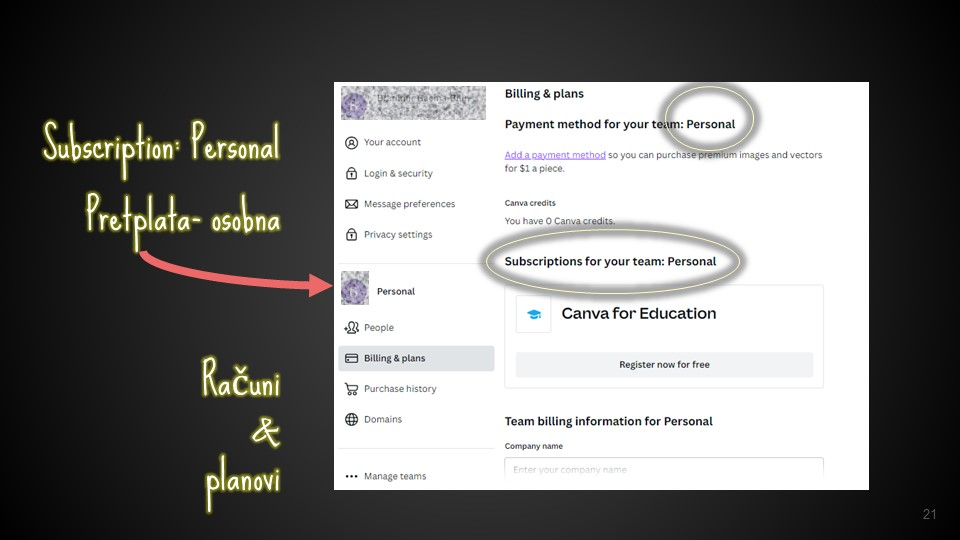 Subscription: Personal
Pretplata- osobna
Računi
&
planovi
Your account
Login & security
Message preferences
Privacy settings
Personal
People
Billing & plans
Purchase history
Domains
Manage teams
Billing & plans
Payment method for your team: Personal
Add a payment method so you can purchase premium images and vectors
for $1 a piece.
Canva credits
You have 0 Canva credits.
Subscriptions for your team: Personal
Canva for Education
Register now for free
Team billing information for Personal
Company name
Enter your company name
21